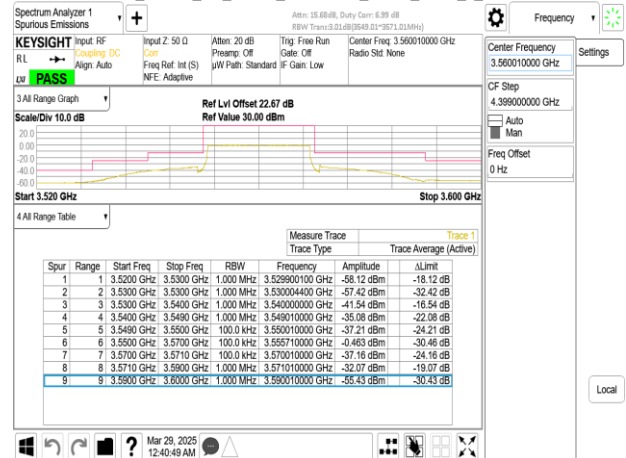 Spectrum Analyzer 1
Spurious Emissions
Attn: 15.68dB, Duty Corr: 6.99 dB
RBW Trans:3.01dB(3549.01~3571.01MHz)
Frequency
KEYSIGHT Input: RF Input Z: 50 Ω Atten: 20 dB Trig: Free Run Center Freq: 3.560010000 GHz
RL Coupling: DC Corr Preamp: Off Gate: Off Radio Std: None
Align: Auto Freq Ref: Int (S) µW Path: Standard IF Gain: Low
NFE: Adaptive
LXI PASS
Center Frequency
3.560010000 GHz
Settings
CF Step
4.399000000 GHz
Auto
Man
Freq Offset
0 Hz
3 All Range Graph
Ref Lvl Offset 22.67 dB
Scale/Div 10.0 dB Ref Value 30.00 dBm
20.0
0.00
-20.0
-40.0
-60.0
Start 3.520 GHz Stop 3.600 GHz
4 All Range Table
Measure Trace Trace 1
Trace Type Trace Average (Active)
Spur Range Start Freq Stop Freq RBW Frequency Amplitude ΔLimit
1 1 3.5200 GHz 3.5300 GHz 1.000 MHz 3.529900100 GHz -58.12 dBm -18.12 dB
2 2 3.5300 GHz 3.5300 GHz 1.000 MHz 3.530004400 GHz -57.42 dBm -32.42 dB
3 3 3.5300 GHz 3.5400 GHz 1.000 MHz 3.540000000 GHz -41.54 dBm -16.54 dB
4 4 3.5400 GHz 3.5490 GHz 1.000 MHz 3.549010000 GHz -35.08 dBm -22.08 dB
5 5 3.5490 GHz 3.5500 GHz 100.0 kHz 3.550010000 GHz -37.21 dBm -24.21 dB
6 6 3.5500 GHz 3.5700 GHz 100.0 kHz 3.555710000 GHz -0.463 dBm -30.46 dB
7 7 3.5700 GHz 3.5710 GHz 100.0 kHz 3.570010000 GHz -37.16 dBm -24.16 dB
8 8 3.5710 GHz 3.5900 GHz 1.000 MHz 3.571010000 GHz -32.07 dBm -19.07 dB
9 9 3.5900 GHz 3.6000 GHz 1.000 MHz 3.590010000 GHz -55.43 dBm -30.43 dB
Local
?
Mar 29, 2025
12:40:49 AM